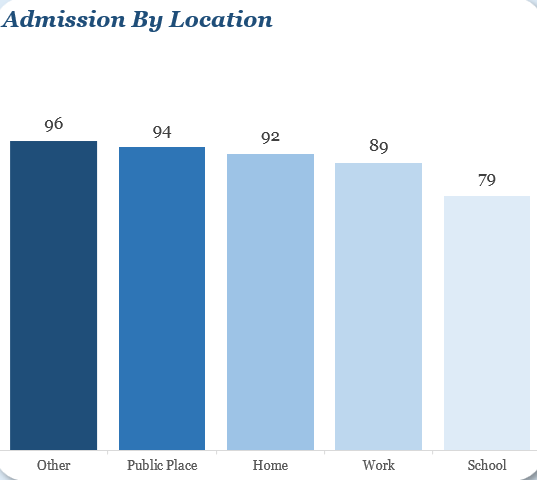 Admission By Location
96
94
92
89
79
Other
Public Place
Home
Work
School